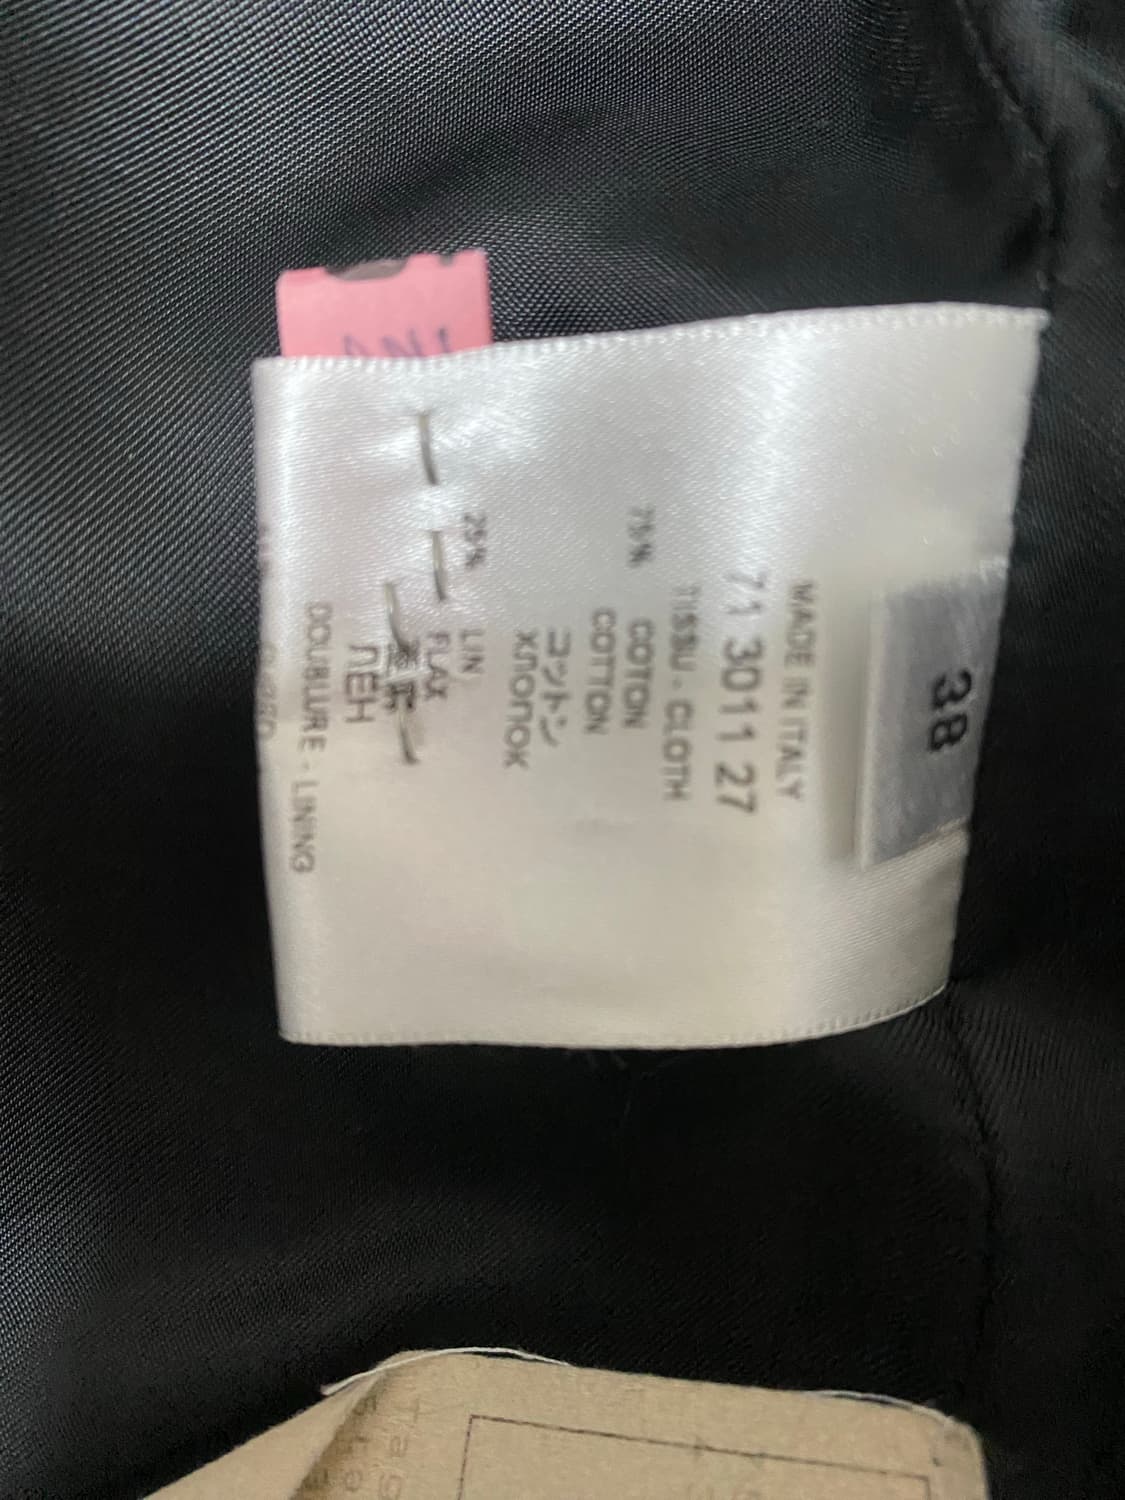 38
MADE IN ITALY
71 3011 27
TISSU - CLOTH
75% COTON
COTTON
コットン
ХЛОПОК
25% LIN
FLAX
ЛЕН
DOUBLURE - LINING